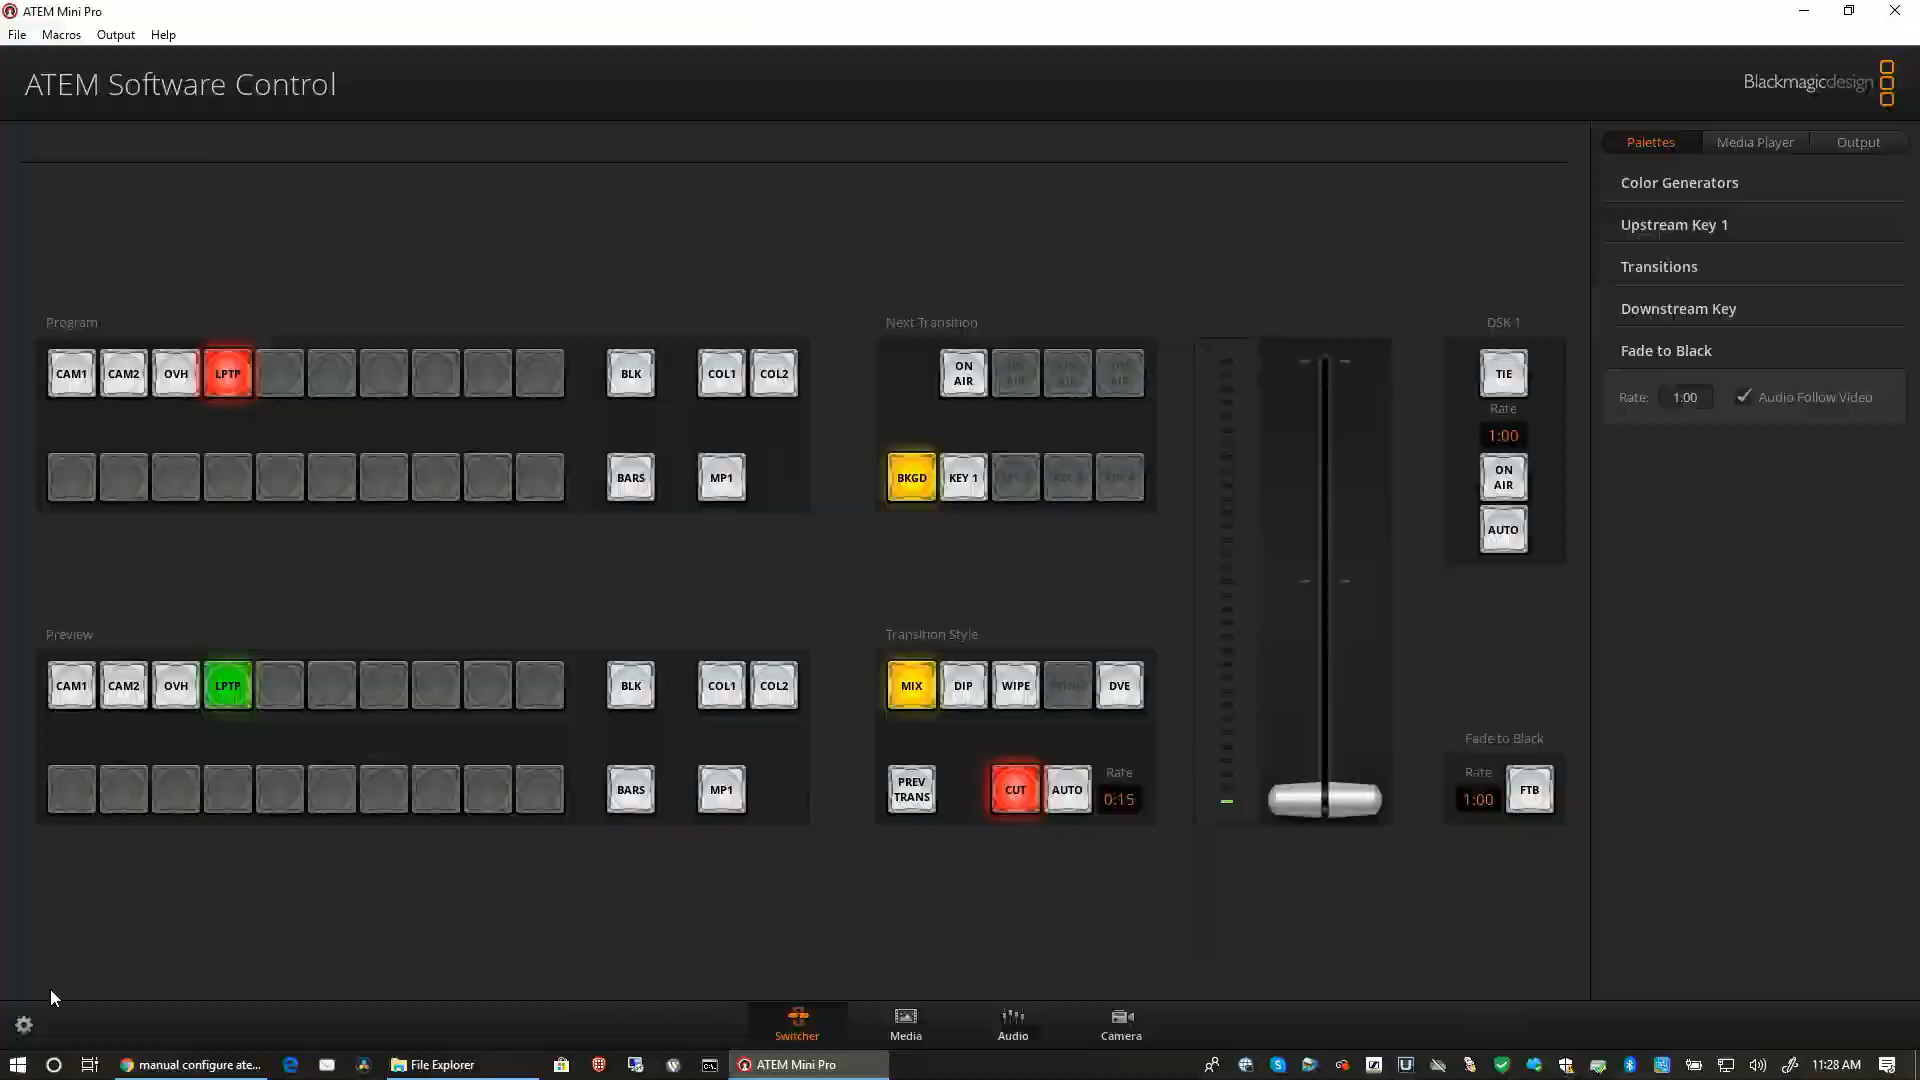 ATEM Mini Pro
File Macros Output Help
ATEM Software Control
Blackmagicdesign
Palettes Media Player Output
Color Generators
Upstream Key 1
Transitions
Downstream Key
Fade to Black
Rate: 1:00 Audio Follow Video
Program
CAM1 CAM2 OVH LPTP BLK COL1 COL2
BARS MP1
Next Transition
ON AIR
BKGD KEY 1
DSK 1
TIE
Rate
1:00
ON AIR
AUTO
Preview
CAM1 CAM2 OVH LPTP BLK COL1 COL2
BARS MP1
Transition Style
MIX DIP WIPE DVE
PREV TRANS CUT AUTO
Rate
0:15
Fade to Black
Rate
1:00
FTB
Switcher Media Audio Camera
manual configure ate...
File Explorer
ATEM Mini Pro
11:28 AM